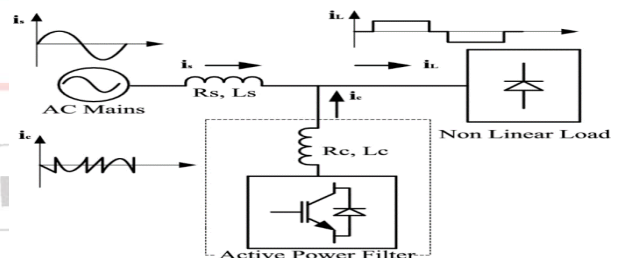 is
iL
is
iL
Rs, Ls
AC Mains
ic
Non Linear Load
ic
Rc, Lc
Active Power Filter